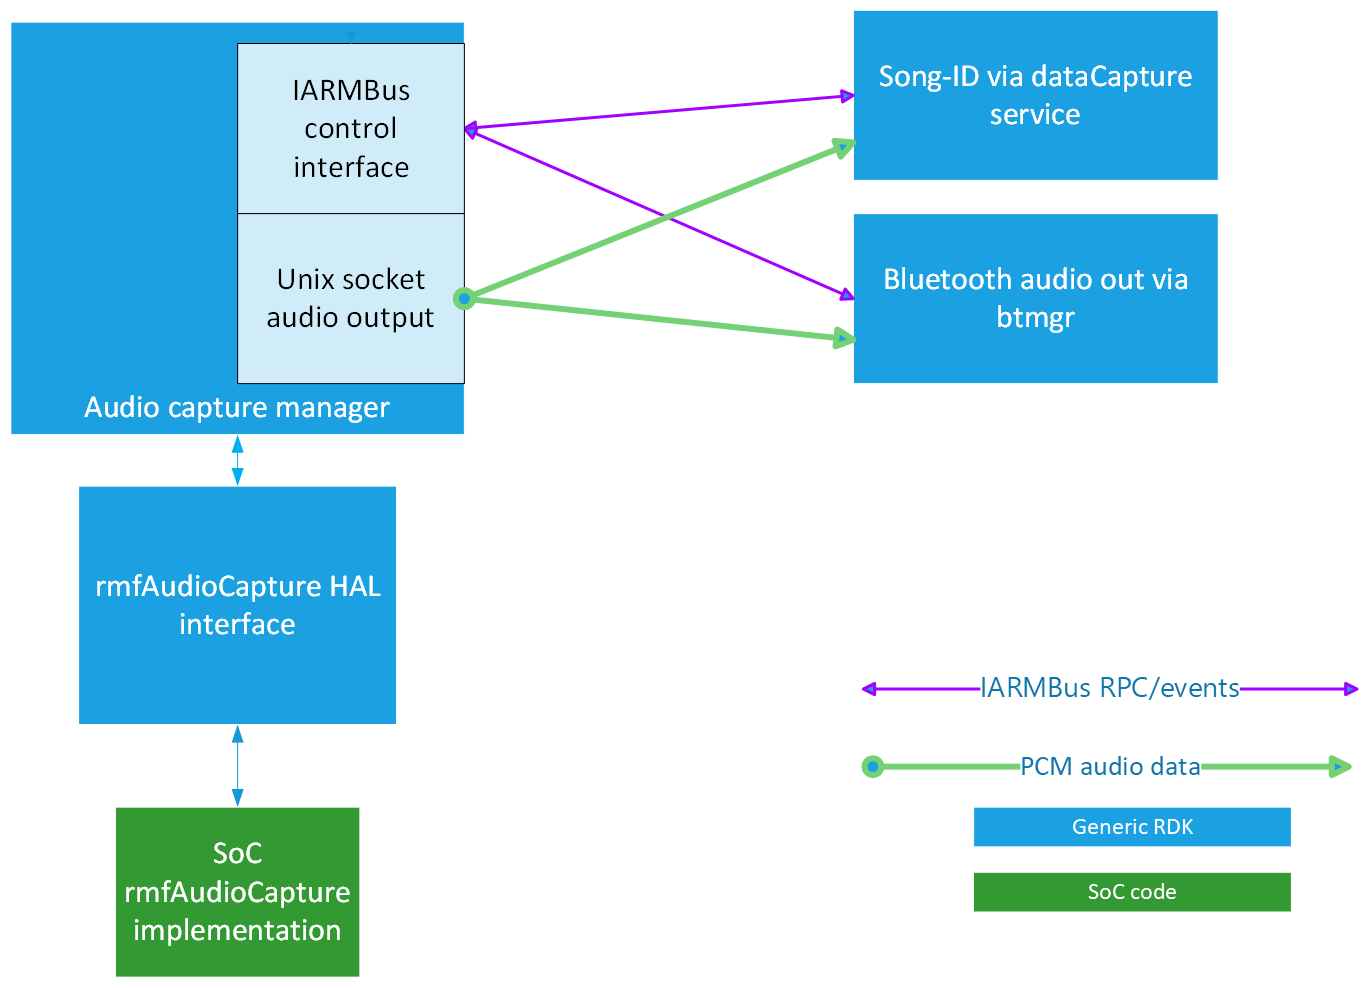 IARMBus
control
interface
Unix socket
audio output
Audio capture manager
Song-ID via dataCapture
service
Bluetooth audio out via
btmgr
rmfAudioCapture HAL
interface
SoC
rmfAudioCapture
implementation
IARMBus RPC/events
PCM audio data
Generic RDK
SoC code